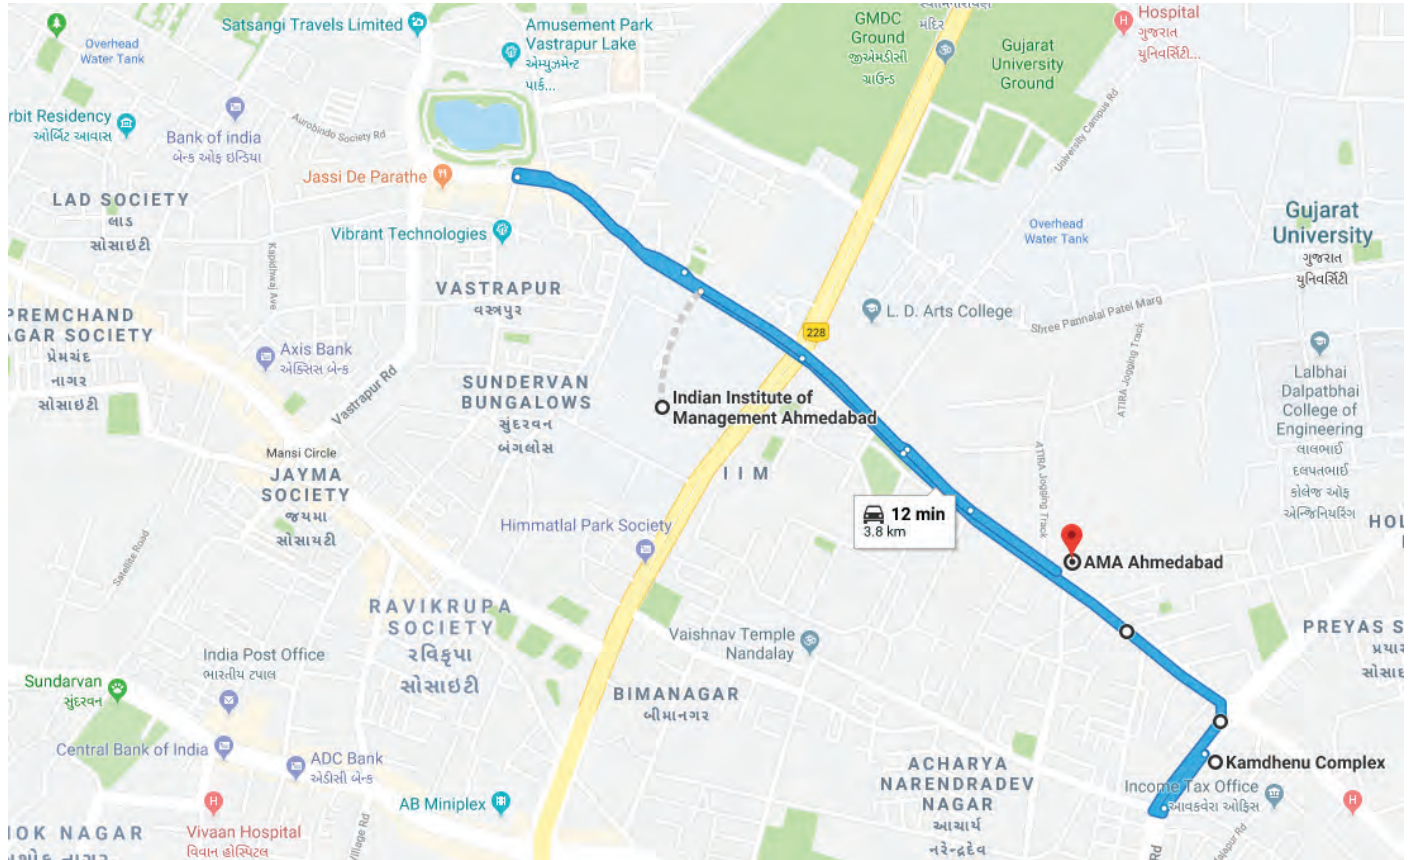 Satsangi Travels Limited
Amusement Park
Vastrapur Lake
એમ્યુઝમેન્ટ
પાર્ક...
Overhead
Water Tank
GMDC
Ground
જીએમડીસી
ગ્રાઉન્ડ
મંદિર
Gujarat
University
Ground
Hospital
ગુજરાત
યુનિવર્સિટી...
rbit Residency
ઓર્બિટ આવાસ
Bank of india
બેન્ક ઓફ ઇન્ડિયા
Aurobindo Society Rd
University Campus Rd
Jassi De Parathe
LAD SOCIETY
લાડ
સોસાઇટી
Vibrant Technologies
Overhead
Water Tank
Gujarat
University
ગુજરાત
યુનિવર્સિટી
Kapidhwaj Ave
VASTRAPUR
વસ્ત્રાપુર
PREMCHAND
AGAR SOCIETY
પ્રેમચંદ
નાગર
સોસાઇટી
L. D. Arts College
Shree Pannalal Patel Marg
228
ATIRA Jogging Track
Axis Bank
એક્સિસ બેન્ક
Vastrapur Rd
SUNDERVAN
BUNGALOWS
સુંદરવન
બંગલોસ
Indian Institute of
Management Ahmedabad
Lalbhai
Dalpatbhai
College of
Engineering
લાલભાઈ
દલપતભાઈ
કોલેજ ઓફ
એન્જિનિયરિંગ
Mansi Circle
JAYMA
SOCIETY
જયમા
સોસાયટી
I I M
ATIRA Jogging Track
12 min
3.8 km
Himmatlal Park Society
HOL
Satellite Road
AMA Ahmedabad
RAVIKRUPA
SOCIETY
રવિકૃપા
સોસાઇટી
Vaishnav Temple
Nandalay
PREYAS S
પ્રયાસ
સોસાઇ
India Post Office
ભારતીય ટપાલ
Sundarvan
સુંદરવન
BIMANAGAR
બીમાનગર
Central Bank of India
ADC Bank
એડીસી બેન્ક
Kamdhenu Complex
ACHARYA
NARENDRADEV
NAGAR
આચાર્ય
નરેન્દ્રદેવ
Income Tax Office
આવકવેરા ઓફિસ
AB Miniplex
HOK NAGAR
Vivaan Hospital
વિવાન હોસ્પિટલ
Village Rd
Rd
ajapur Rd